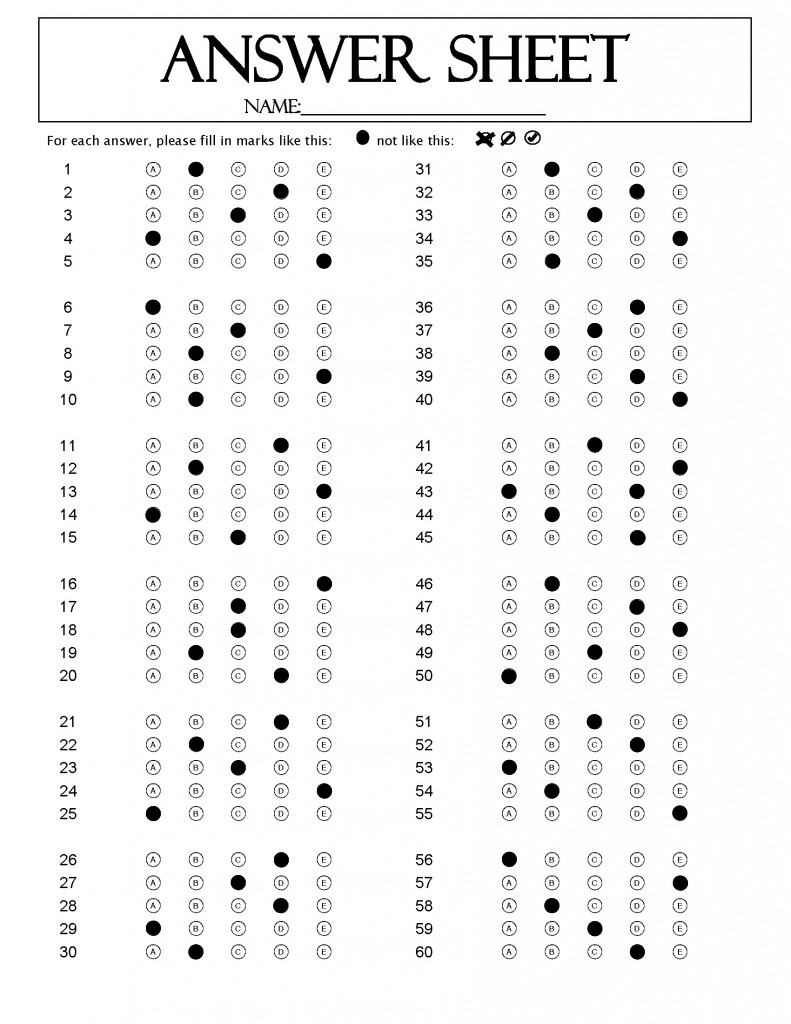 ANSWER SHEET
NAME:
For each answer, please fill in marks like this: not like this:
1 A C D E 31 A C D E
2 A B C E 32 A B C E
3 A B D E 33 A B D E
4 B C D E 34 A B C D
5 A B C D 35 A C D E
6 B C D E 36 A B C E
7 A B D E 37 A B D E
8 A C D E 38 A C D E
9 A B C D 39 A B C E
10 A C D E 40 A B C D
11 A B C E 41 A B D E
12 A C D E 42 A B C D
13 A B C D 43 B C E
14 B C D E 44 A C D E
15 A B D E 45 A B C E
16 A B C D 46 A C D E
17 A B D E 47 A B C E
18 A B D E 48 A B C D
19 A C D E 49 A B D E
20 A B C E 50 B C D E
21 A B C E 51 A B D E
22 A C D E 52 A B C E
23 A B D E 53 B C D E
24 A B C D 54 A C D E
25 B C D E 55 A B C D
26 A B C E 56 B C D E
27 A B D E 57 A B C D
28 A B C E 58 A C D E
29 B C D E 59 A B D E
30 A C D E 60 A B C E